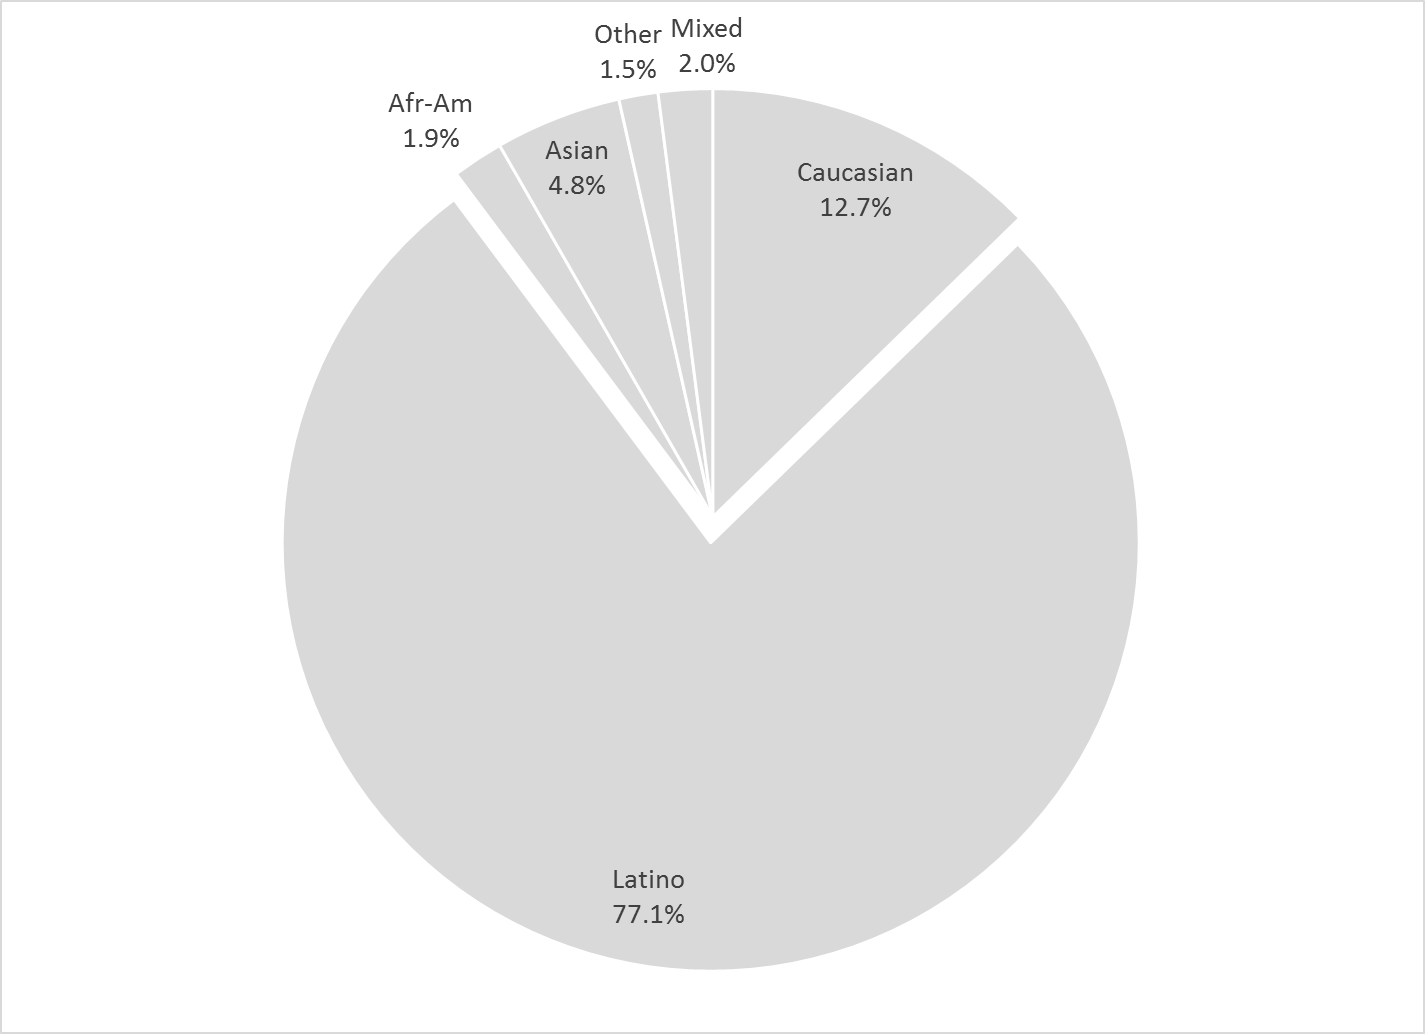 Other
1.5%
Mixed
2.0%
Afr-Am
1.9%
Asian
4.8%
Caucasian
12.7%
Latino
77.1%